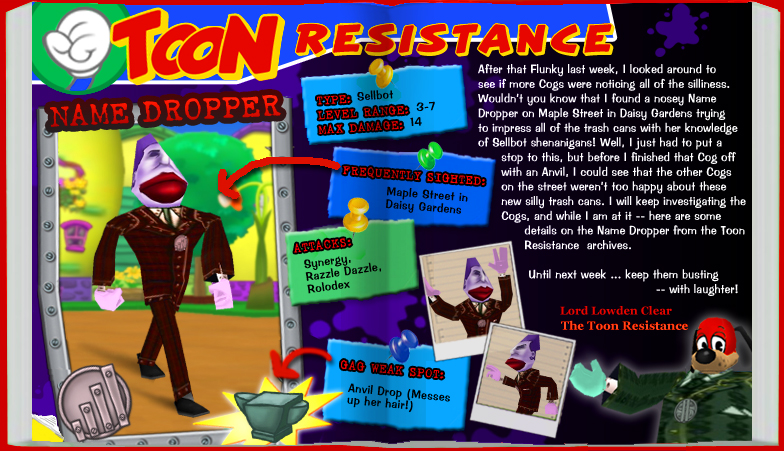 TOON RESISTANCE
NAME DROPPER
TYPE: Sellbot
LEVEL RANGE: 3-7
MAX DAMAGE: 14
FREQUENTLY SIGHTED:
Maple Street in
Daisy Gardens
ATTACKS:
Synergy,
Razzle Dazzle,
Rolodex
GAG WEAK SPOT:
Anvil Drop (Messes
up her hair!)
After that Flunky last week, I looked around to
see if more Cogs were noticing all of the silliness.
Wouldn't you know that I found a nosey Name
Dropper on Maple Street in Daisy Gardens trying
to impress all of the trash cans with her knowledge
of Sellbot shenanigans! Well, I just had to put a
stop to this, but before I finished that Cog off
with an Anvil, I could see that the other Cogs
on the street weren't too happy about these
new silly trash cans. I will keep investigating the
Cogs, and while I am at it -- here are some
details on the Name Dropper from the Toon
Resistance archives.
Until next week ... keep them busting
-- with laughter!
Lord Lowden Clear
The Toon Resistance